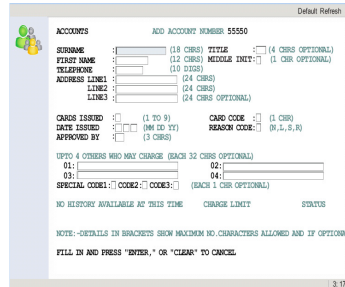 Default Refresh
ACCOUNTS ADD ACCOUNT NUMBER 55550
SURNAME : (18 CHRS) TITLE : (4 CHRS OPTIONAL)
FIRST NAME : (12 CHRS) MIDDLE INIT: (1 CHR OPTIONAL)
TELEPHONE : (10 DIGS)
ADDRESS LINE1 : (24 CHRS)
LINE2 : (24 CHRS)
LINE3 : (24 CHRS OPTIONAL)
CARDS ISSUED : (1 TO 9) CARD CODE : (1 CHR)
DATE ISSUED : (MM DD YY) REASON CODE: (N,L,S,R)
APPROVED BY : (3 CHRS)
UPTO 4 OTHERS WHO MAY CHARGE (EACH 32 CHRS OPTIONAL)
01: 02:
03: 04:
SPECIAL CODE1: CODE2: CODE3: (EACH 1 CHR OPTIONAL)
NO HISTORY AVAILABLE AT THIS TIME CHARGE LIMIT STATUS
NOTE:-DETAILS IN BRACKETS SHOW MAXIMUM NO.CHARACTERS ALLOWED AND IF OPTIONA
FILL IN AND PRESS "ENTER," OR "CLEAR" TO CANCEL
3:17